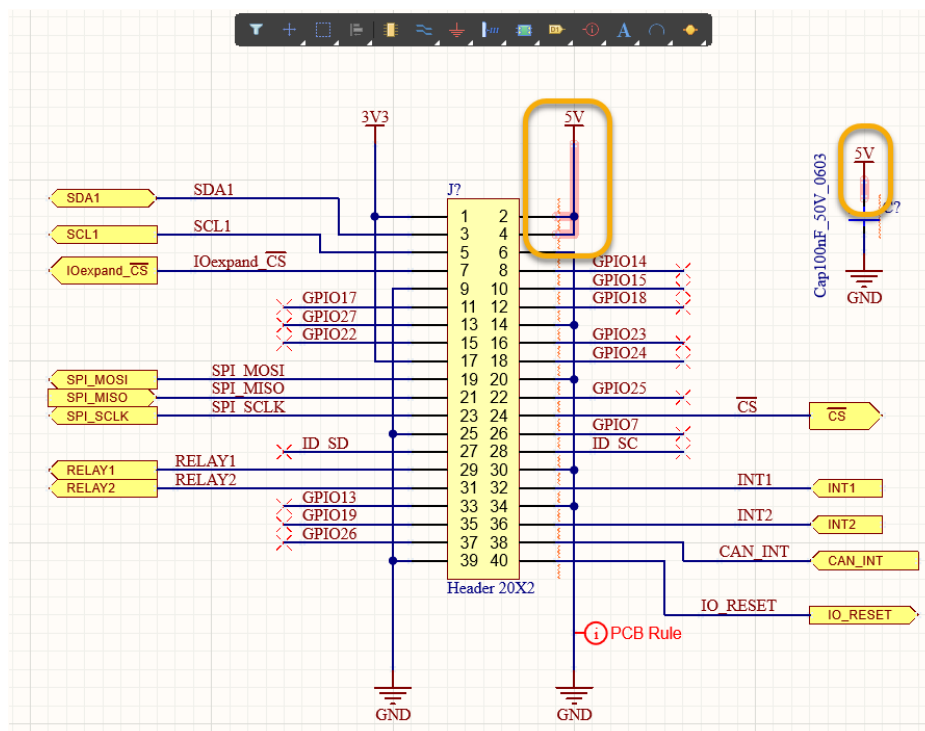 A
3V3
5V
5V
Cap100nF_50V_0603
C?
GND
J?
SDA1
SDA1
1 2
SCL1
SCL1
3 4
5 6
IOexpand_CS
IOexpand_CS
7 8
GPIO14
9 10
GPIO15
GPIO17
11 12
GPIO18
GPIO27
13 14
GPIO22
15 16
GPIO23
17 18
GPIO24
SPI_MOSI
SPI_MOSI
19 20
SPI_MISO
SPI_MISO
21 22
GPIO25
SPI_SCLK
SPI_SCLK
23 24
CS
CS
25 26
GPIO7
ID_SD
27 28
ID_SC
RELAY1
RELAY1
29 30
RELAY2
RELAY2
31 32
INT1
INT1
GPIO13
33 34
GPIO19
35 36
INT2
INT2
GPIO26
37 38
CAN_INT
CAN_INT
39 40
Header 20X2
IO_RESET
IO_RESET
i PCB Rule
GND
GND